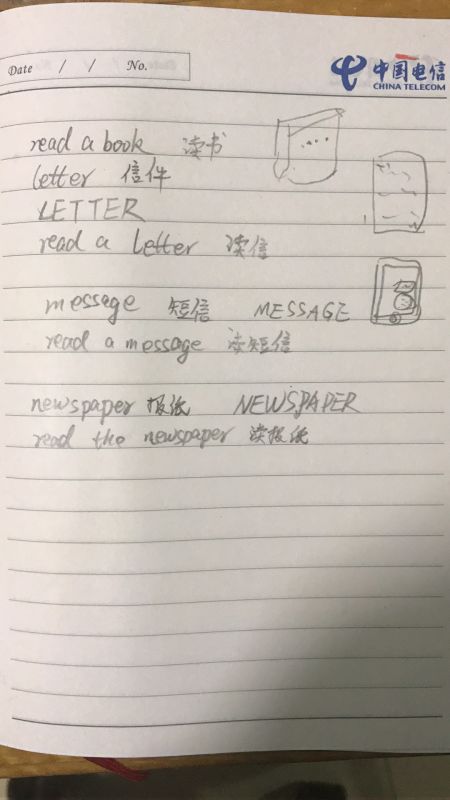 Date / / No.
中国电信
CHINA TELECOM
read a book 读书
letter 信件
LETTER
read a letter 读信
message 短信 MESSAGE
read a message 读短信
newspaper 报纸 NEWSPAPER
read the newspaper 读报纸